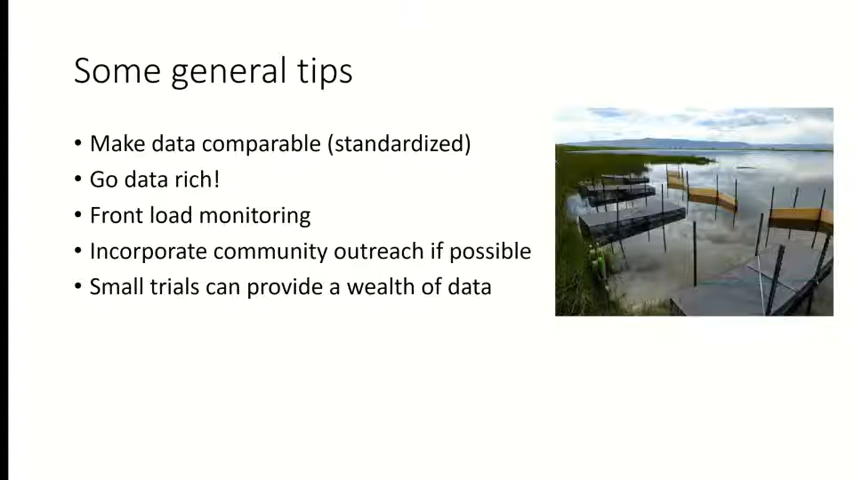 Some general tips
• Make data comparable (standardized)
• Go data rich!
• Front load monitoring
• Incorporate community outreach if possible
• Small trials can provide a wealth of data